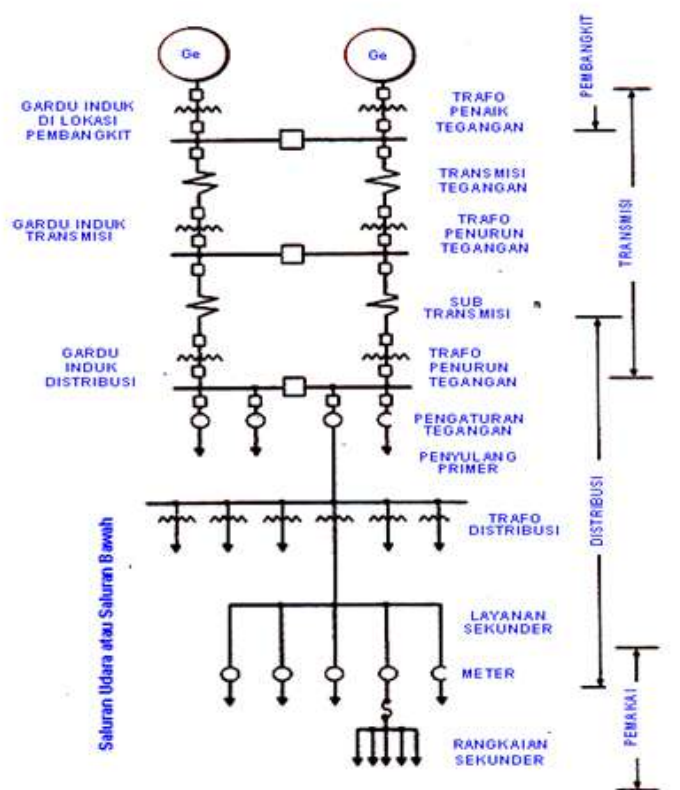 Ge
Ge
GARDU INDUK
DI LOKASI
PEMBANGKIT
TRAFO
PENAIK
TEGANGAN
PEMBANGKIT
TRANSMISI
TEGANGAN
GARDU INDUK
TRANSMISI
TRAFO
PENURUN
TEGANGAN
TRANSMISI
SUB
TRANSMISI
n
GARDU
INDUK
DISTRIBUSI
TRAFO
PENURUN
TEGANGAN
PENGATURAN
TEGANGAN
PENYULANG
PRIMER
TRAFO
DISTRIBUSI
DISTRIBUSI
Saluran Udara atau Saluran Bawah
LAYANAN
SEKUNDER
METER
PEMAKAI
RANGKAIAN
SEKUNDER